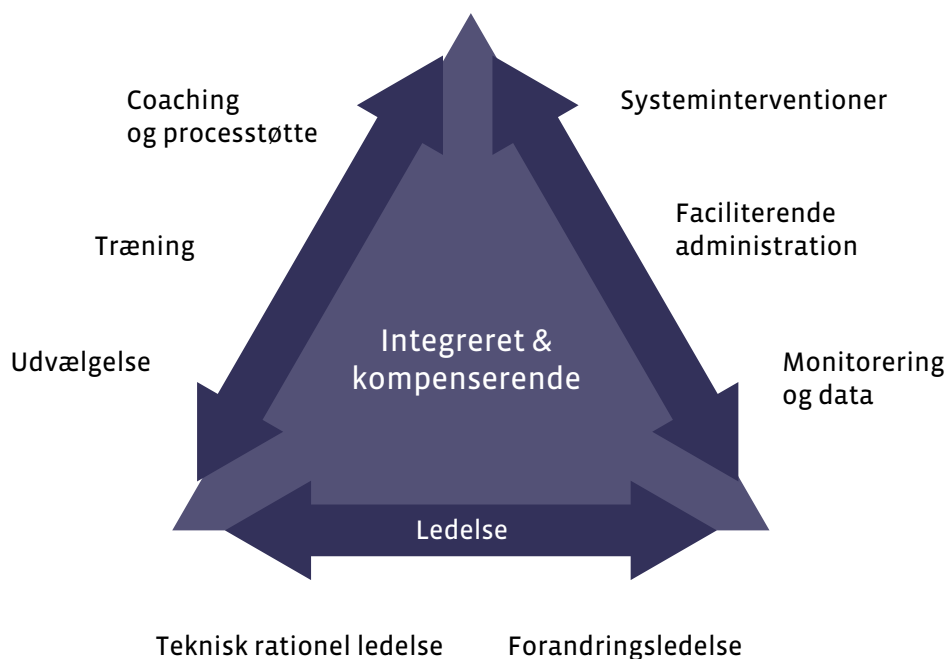 Coaching
og processtøtte
Systeminterventioner
Træning
Faciliterende
administration
Udvælgelse
Integreret &
kompenserende
Monitorering
og data
Ledelse
Teknisk rationel ledelse
Forandringsledelse